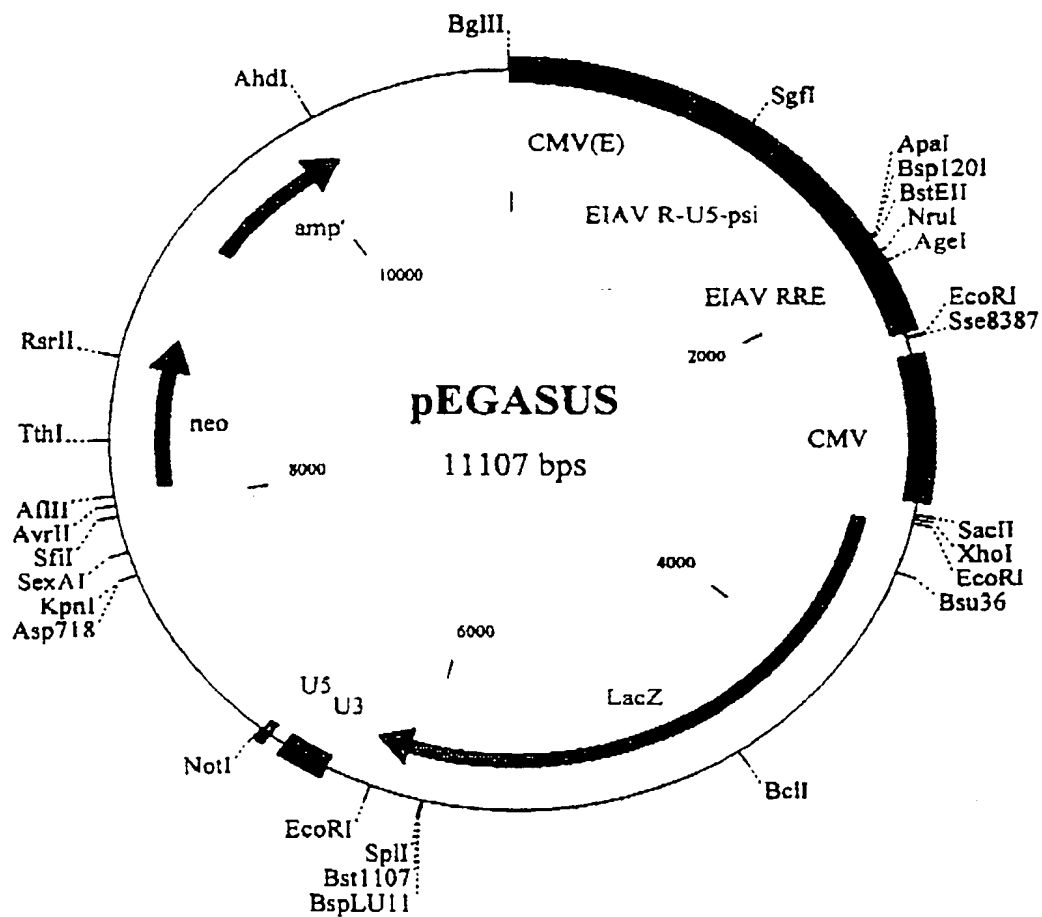 BglII
AhdI
SgfI
CMV(E)
ApaI
Bsp120I
BstEII
NruI
AgeI
EIAV R-U5-psi
amp'
10000
EIAV RRE
EcoRI
Sse8387
2000
RsrII
pEGASUS
neo
CMV
TthI
11107 bps
8000
AflII
AvrII
SfiI
SexAI
KpnI
Asp718
SacII
XhoI
EcoRI
Bsu36
4000
6000
U5
U3
LacZ
NotI
BclI
EcoRI
SplI
Bst1107
BspLU11